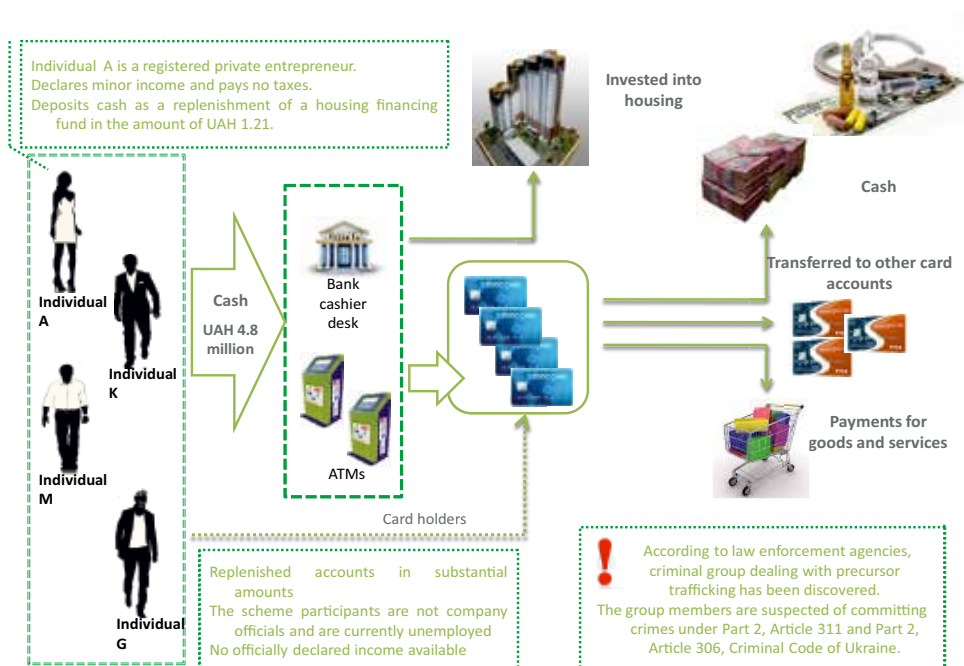 Individual A is a registered private entrepreneur.
Declares minor income and pays no taxes.
Deposits cash as a replenishment of a housing financing
fund in the amount of UAH 1.21.
Invested into
housing
Cash
Individual
A
Individual
K
Individual
M
Individual
G
Cash
UAH 4.8
million
Bank
cashier
desk
ATMs
Transferred to other card
accounts
Payments for
goods and services
Card holders
Replenished accounts in substantial
amounts
The scheme participants are not company
officials and are currently unemployed
No officially declared income available
According to law enforcement agencies,
criminal group dealing with precursor
trafficking has been discovered.
The group members are suspected of committing
crimes under Part 2, Article 311 and Part 2,
Article 306, Criminal Code of Ukraine.